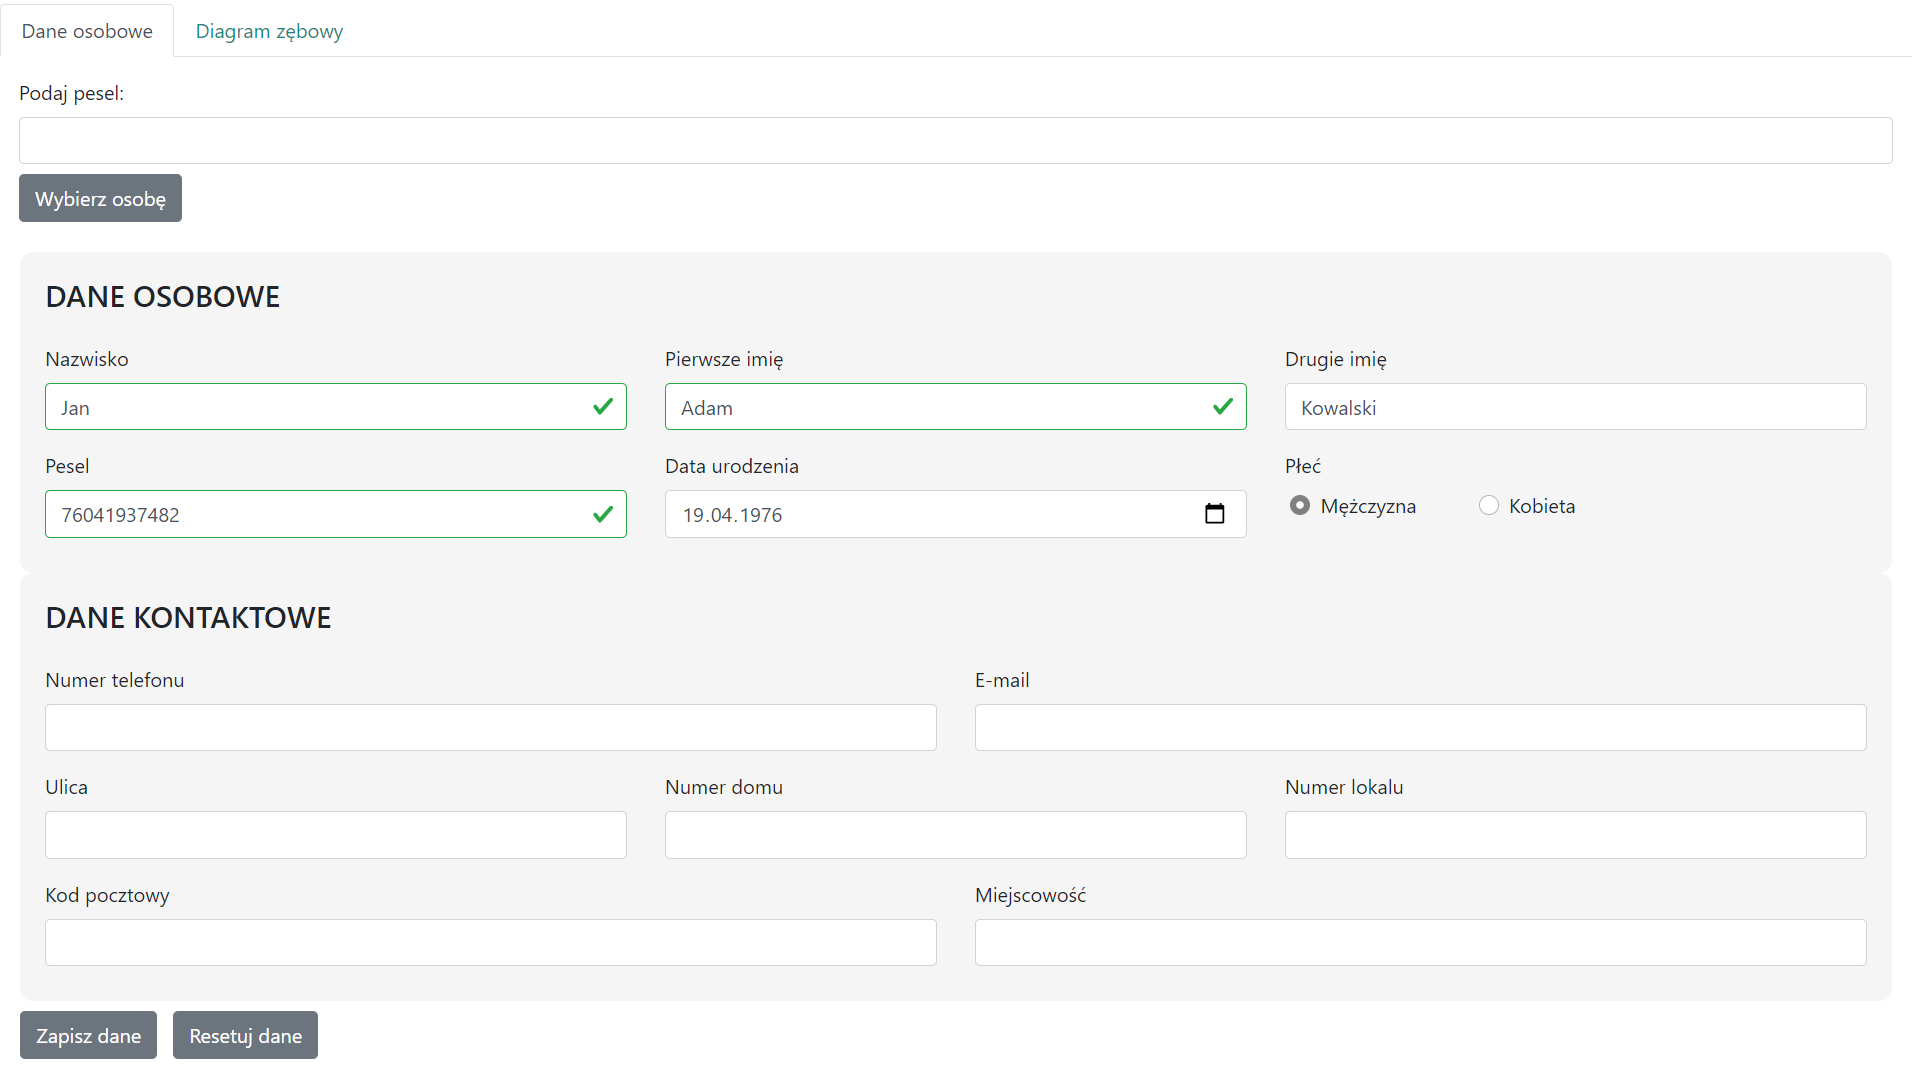 Dane osobowe Diagram zębowy
Podaj pesel:
Wybierz osobę
DANE OSOBOWE
Nazwisko Pierwsze imię Drugie imię
Jan Adam Kowalski
Pesel Data urodzenia Płeć
76041937482 19.04.1976 Mężczyzna Kobieta
DANE KONTAKTOWE
Numer telefonu E-mail
Ulica Numer domu Numer lokalu
Kod pocztowy Miejscowość
Zapisz dane Resetuj dane